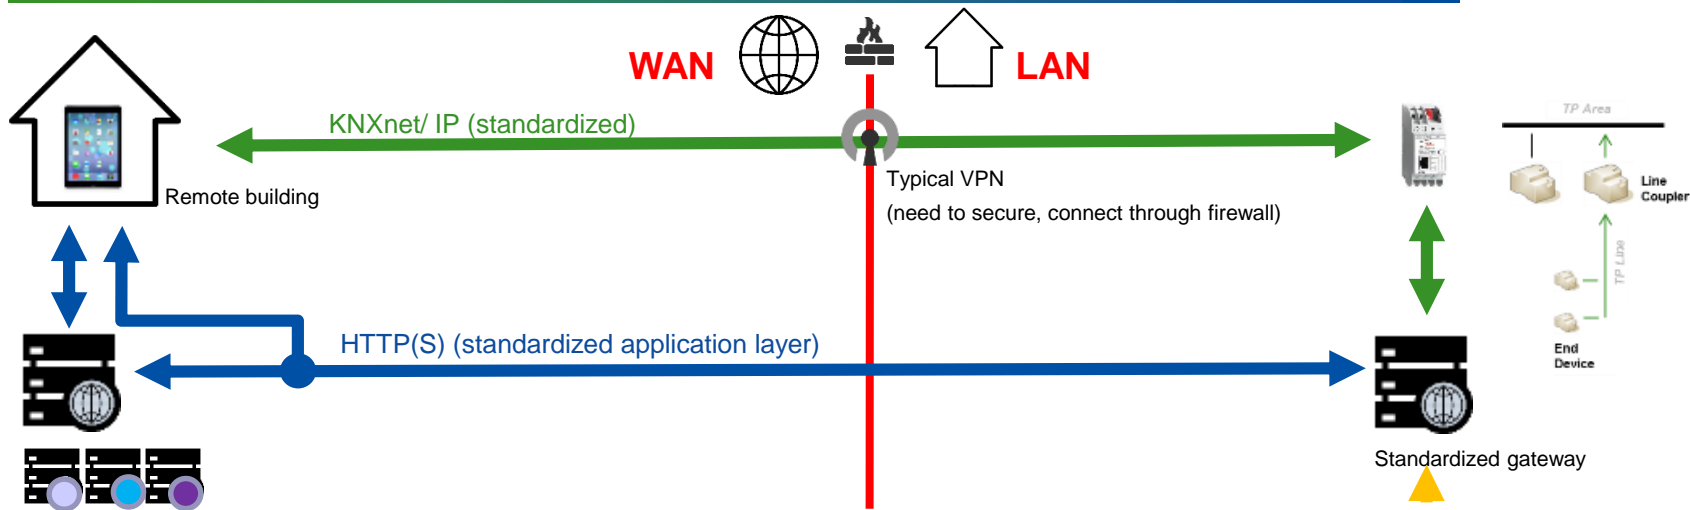 WAN
LAN
TP Area
KNXnet/ IP (standardized)
Remote building
Typical VPN
(need to secure, connect through firewall)
Line
Coupler
TP Line
HTTP(S) (standardized application layer)
End
Device
Standardized gateway